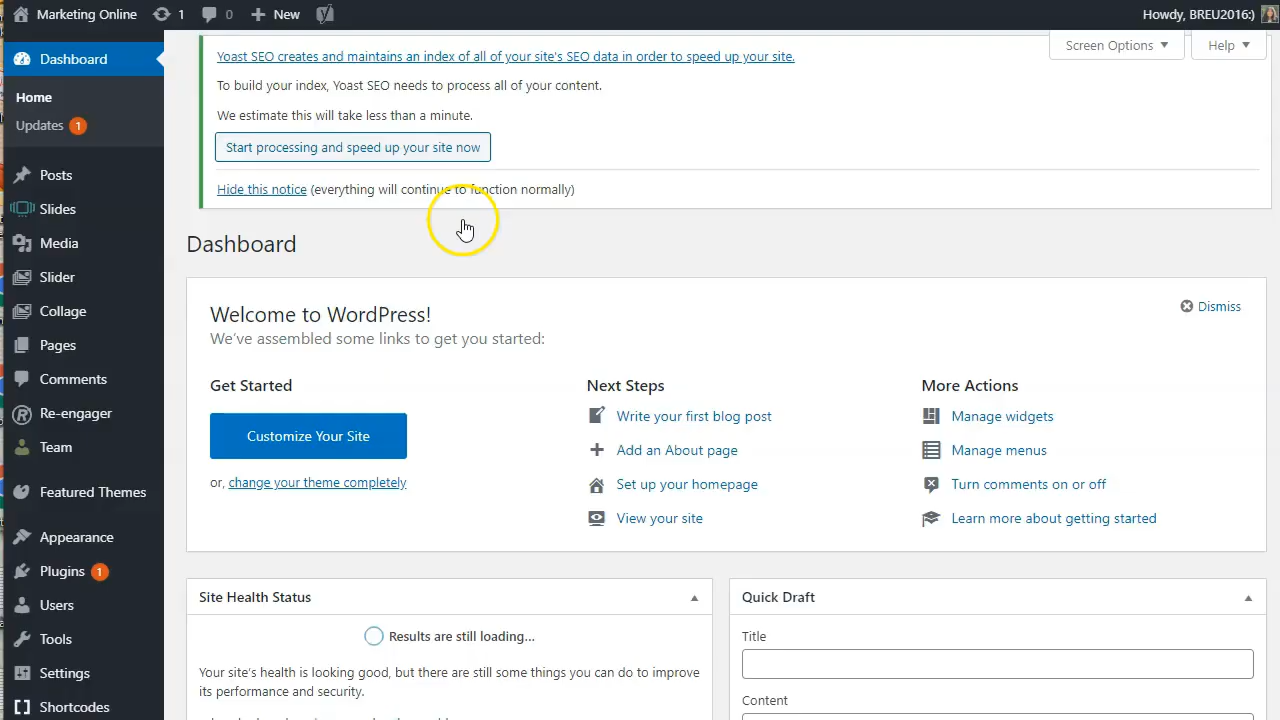 Marketing Online 1 0 New Howdy, BREU2016:)
Dashboard
Home
Updates 1
Posts
Slides
Media
Slider
Collage
Pages
Comments
Re-engager
Team
Featured Themes
Appearance
Plugins 1
Users
Tools
Settings
Shortcodes
Screen Options Help
Yoast SEO creates and maintains an index of all of your site's SEO data in order to speed up your site.
To build your index, Yoast SEO needs to process all of your content.
We estimate this will take less than a minute.
Start processing and speed up your site now
Hide this notice (everything will continue to function normally)
Dashboard
Welcome to WordPress!
Dismiss
We've assembled some links to get you started:
Get Started
Customize Your Site
or, change your theme completely
Next Steps
Write your first blog post
Add an About page
Set up your homepage
View your site
More Actions
Manage widgets
Manage menus
Turn comments on or off
Learn more about getting started
Site Health Status
Results are still loading...
Your site's health is looking good, but there are still some things you can do to improve
its performance and security.
Quick Draft
Title
Content